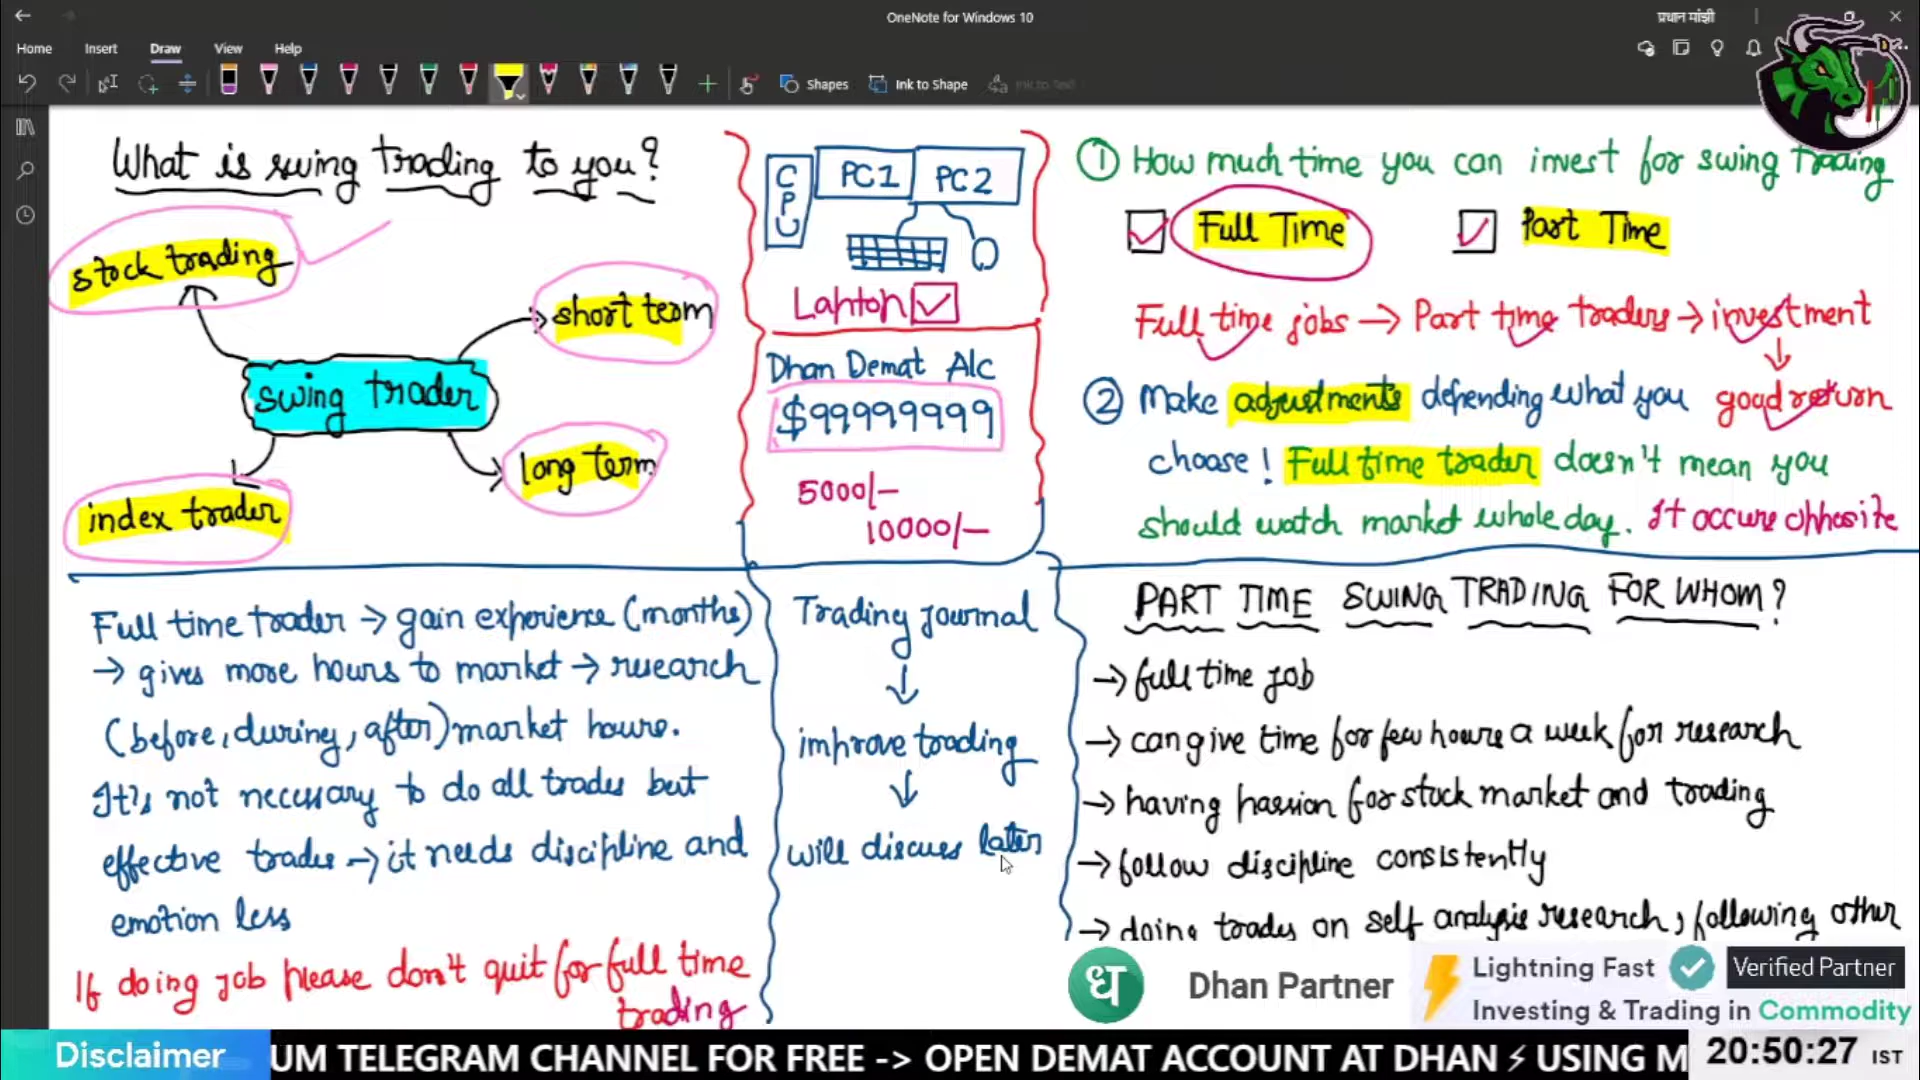 OneNote for Windows 10
प्रधान मांझी
Home Insert Draw View Help
Shapes Ink to Shape Ink to Text
What is swing trading to you?
stock trading
short term
swing trader
long term
index trader
CPU
PC1 PC2
Laptop
Dhan Demat A/c
$99999999
5000/-
10000/-
① How much time you can invest for swing trading
Full Time Part Time
Full time jobs → Part time traders → investment
↓
② Make adjustments depending what you good return
choose! Full time trader doesn't mean you
should watch market whole day. It occurs opposite
Full time trader → gain experience (months)
→ gives more hours to market → research
(before, during, after) market hours.
It's not necessary to do all trades but
effective trades → it needs discipline and
emotion less
If doing job please don't quit for full time
trading
Trading journal
↓
improve trading
↓
will discuss later
PART TIME SWING TRADING FOR WHOM?
→ full time job
→ can give time for few hours a week for research
→ having passion for stock market and trading
→ follow discipline consistently
→ doing trades on self analysis research, following other
ध Dhan Partner
Lightning Fast Verified Partner
Investing & Trading in Commodity
Disclaimer UM TELEGRAM CHANNEL FOR FREE -> OPEN DEMAT ACCOUNT AT DHAN ⚡ USING M 20:50:27 IST